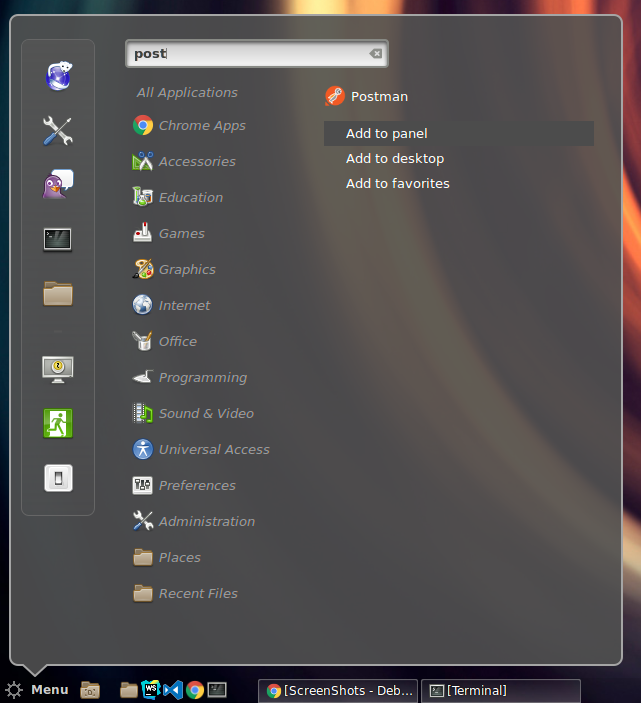 post
All Applications
Chrome Apps
Accessories
Education
Games
Graphics
Internet
Office
Programming
Sound & Video
Universal Access
Preferences
Administration
Places
Recent Files
Postman
Add to panel
Add to desktop
Add to favorites
Menu
WS
[ScreenShots - Deb...
[Terminal]